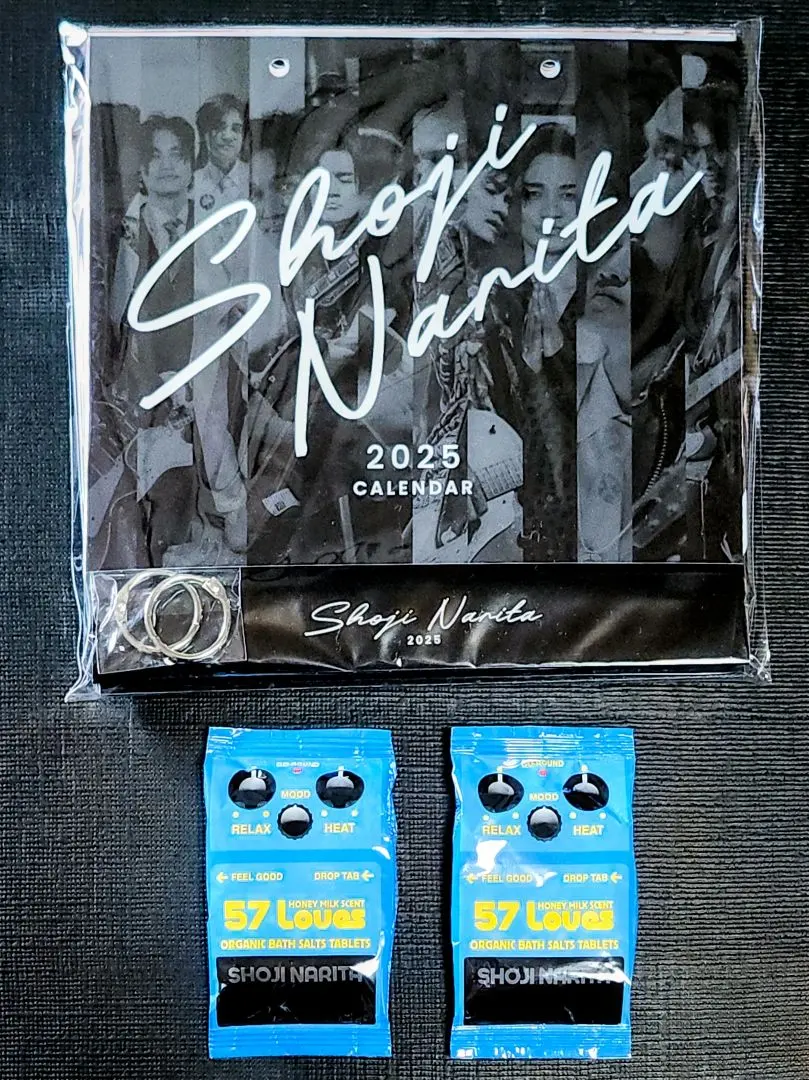 Shoji
Narita
2025
CALENDAR
Shoji Narita
2025
MOOD
RELAX HEAT
← FEEL GOOD DROP TAB ←
HONEY MILK SCENT
57 Loves
ORGANIC BATH SALTS TABLETS
SHOJI NARITA
MOOD
RELAX HEAT
← FEEL GOOD DROP TAB ←
HONEY MILK SCENT
57 Loves
ORGANIC BATH SALTS TABLETS
SHOJI NARITA